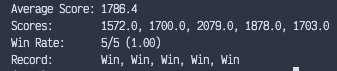 Average Score: 1786.4
Scores: 1572.0, 1700.0, 2079.0, 1878.0, 1703.0
Win Rate: 5/5 (1.00)
Record: Win, Win, Win, Win, Win